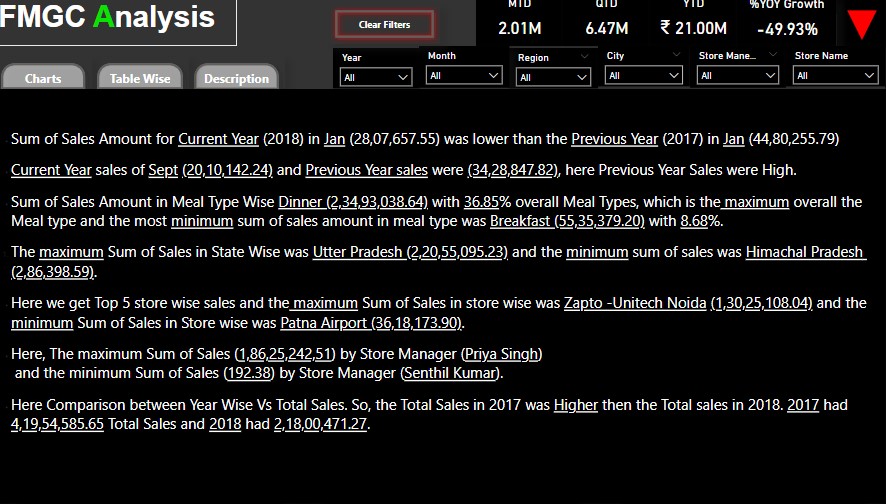 FMGC Analysis
Clear Filters
MTD QTD YTD %YOY Growth
2.01M 6.47M ₹ 21.00M -49.93%
Year Month Region City Store Mane... Store Name
All All All All All All
Charts Table Wise Description
Sum of Sales Amount for Current Year (2018) in Jan (28,07,657.55) was lower than the Previous Year (2017) in Jan (44,80,255.79)
Current Year sales of Sept (20,10,142.24) and Previous Year sales were (34,28,847.82), here Previous Year Sales were High.
Sum of Sales Amount in Meal Type Wise Dinner (2,34,93,038.64) with 36.85% overall Meal Types, which is the maximum overall the
Meal type and the most minimum sum of sales amount in meal type was Breakfast (55,35,379.20) with 8.68%.
The maximum Sum of Sales in State Wise was Utter Pradesh (2,20,55,095.23) and the minimum sum of sales was Himachal Pradesh
(2,86,398.59).
Here we get Top 5 store wise sales and the maximum Sum of Sales in store wise was Zapto -Unitech Noida (1,30,25,108.04) and the
minimum Sum of Sales in Store wise was Patna Airport (36,18,173.90).
Here, The maximum Sum of Sales (1,86,25,242,51) by Store Manager (Priya Singh)
and the minimum Sum of Sales (192.38) by Store Manager (Senthil Kumar).
Here Comparison between Year Wise Vs Total Sales. So, the Total Sales in 2017 was Higher then the Total sales in 2018. 2017 had
4,19,54,585.65 Total Sales and 2018 had 2,18,00,471.27.